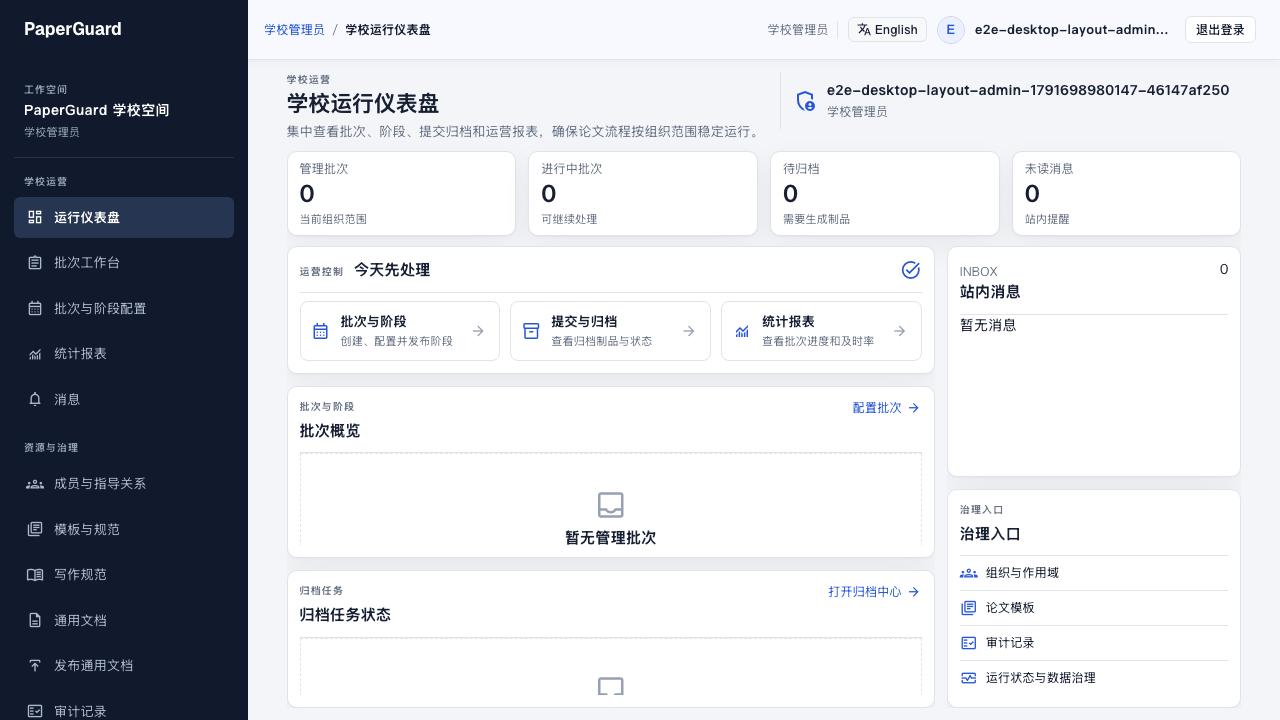 PaperGuard
工作空间
PaperGuard 学校空间
学校管理员
学校运营
运行仪表盘
批次工作台
批次与阶段配置
统计报表
消息
资源与治理
成员与指导关系
模板与规范
写作规范
通用文档
发布通用文档
审计记录
学校管理员 / 学校运行仪表盘
学校管理员
English
E
e2e-desktop-layout-admin...
退出登录
学校运营
学校运行仪表盘
集中查看批次、阶段、提交归档和运营报表，确保论文流程按组织范围稳定运行。
e2e-desktop-layout-admin-1791698980147-46147af250
学校管理员
管理批次
0
当前组织范围
进行中批次
0
可继续处理
待归档
0
需要生成制品
未读消息
0
站内提醒
运营控制 今天先处理
批次与阶段
创建、配置并发布阶段
提交与归档
查看归档制品与状态
统计报表
查看批次进度和及时率
批次与阶段
批次概览
配置批次
暂无管理批次
归档任务
归档任务状态
打开归档中心
INBOX
站内消息
0
暂无消息
治理入口
治理入口
组织与作用域
论文模板
审计记录
运行状态与数据治理